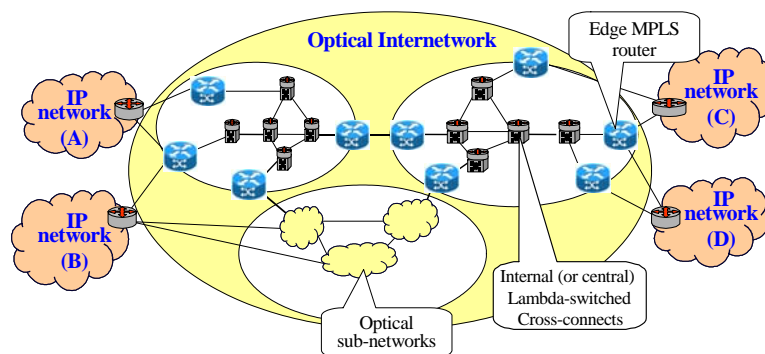 Optical Internetwork
Edge MPLS
router
IP
network
(A)
IP
network
(B)
IP
network
(C)
IP
network
(D)
Internal (or central)
Lambda-switched
Cross-connects
Optical
sub-networks